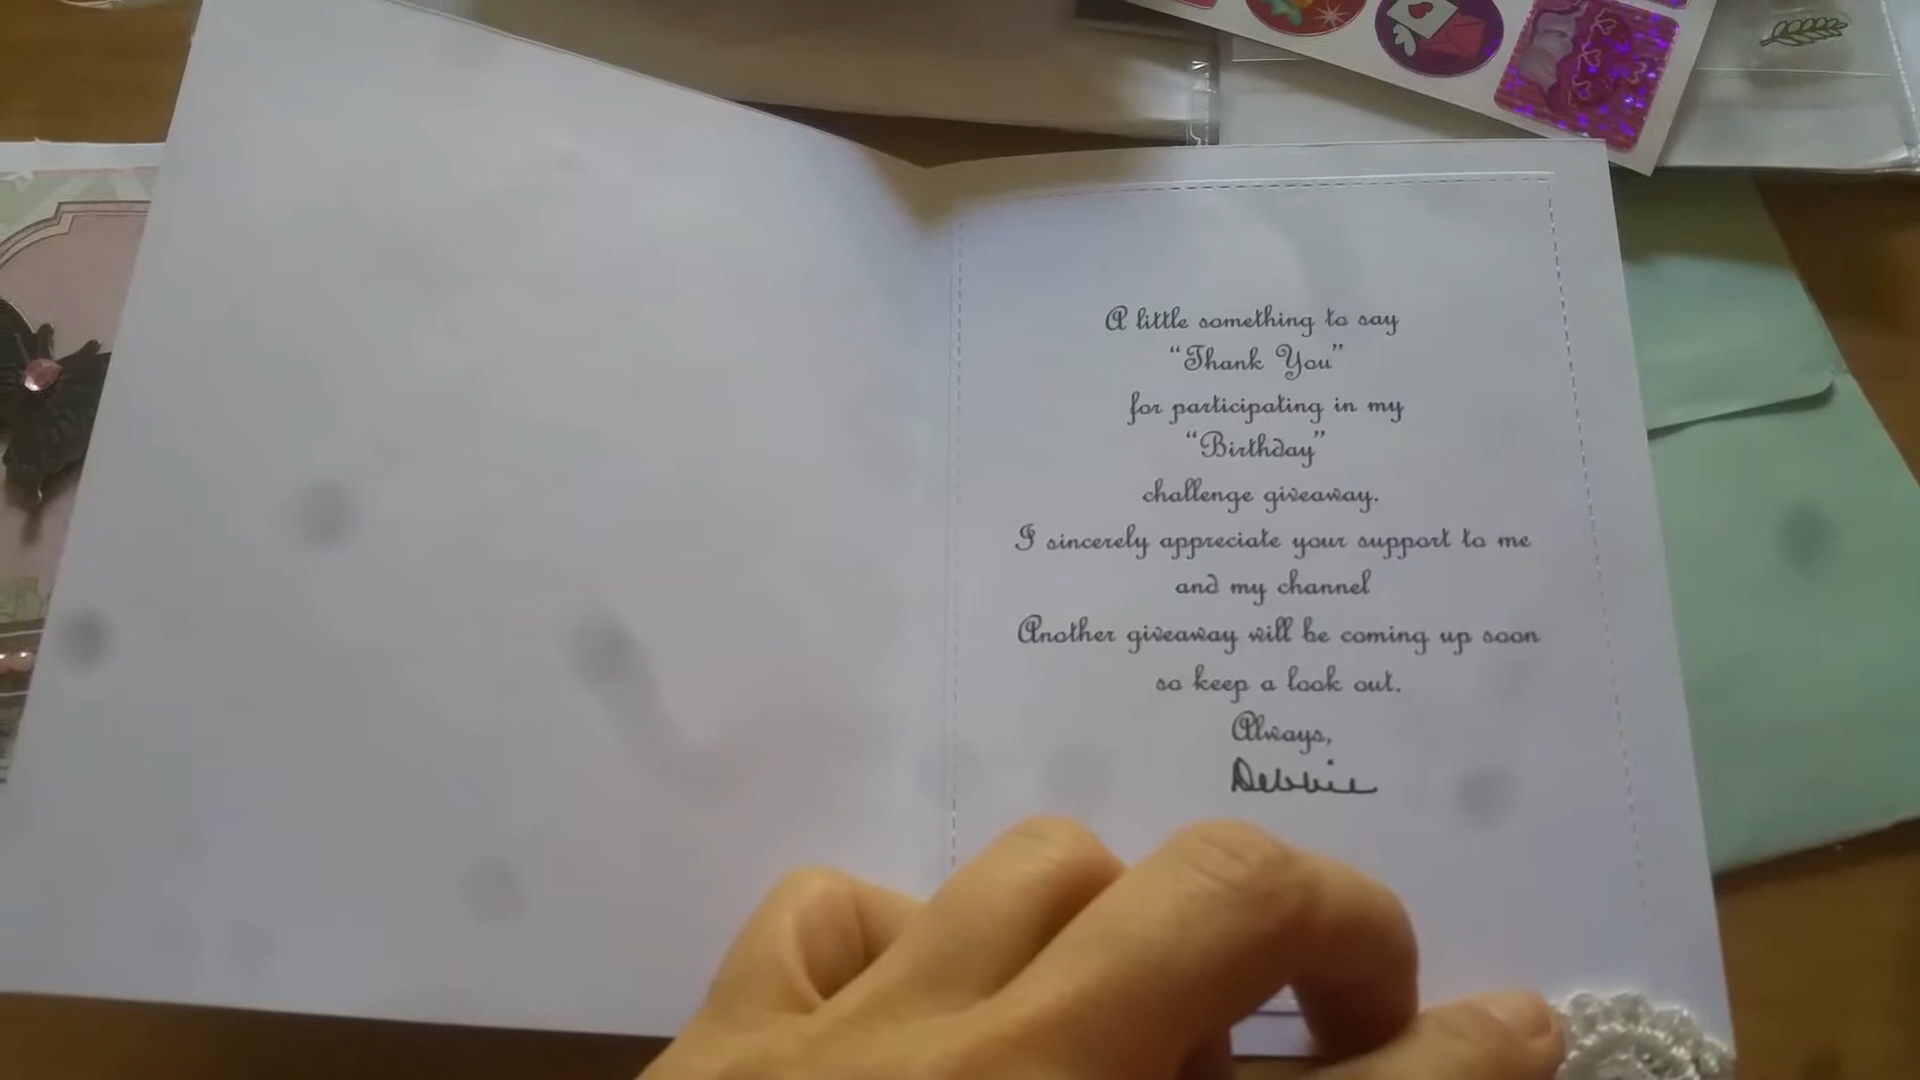 A little something to say
“Thank You”
for participating in my
“Birthday”
challenge giveaway.
I sincerely appreciate your support to me
and my channel
Another giveaway will be coming up soon
so keep a look out.
Always,
Debbie